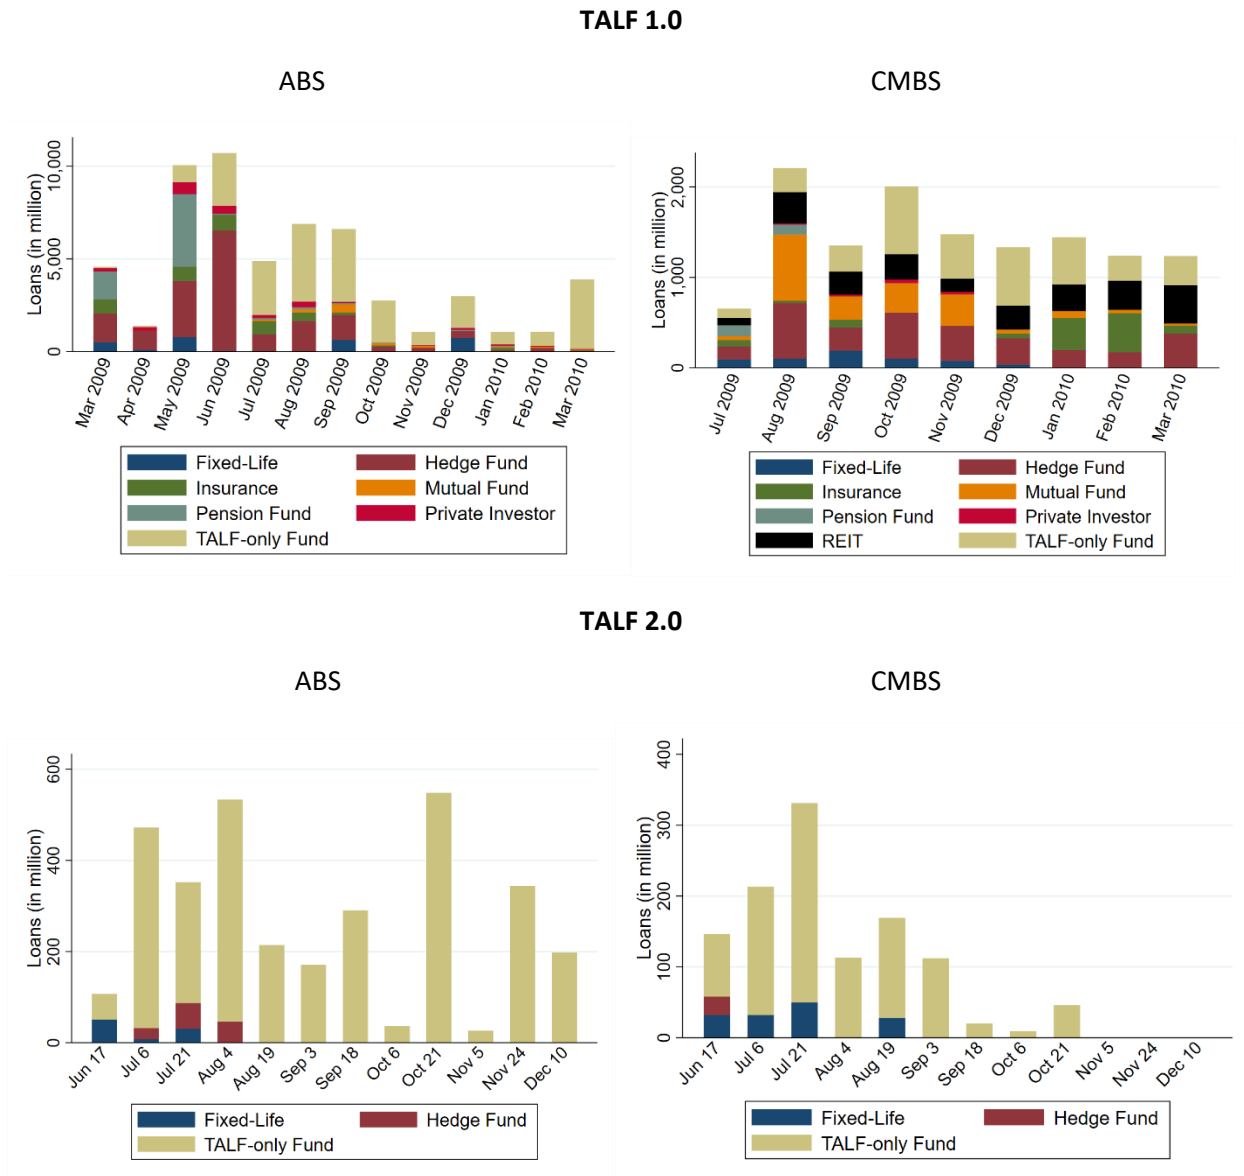 TALF 1.0
ABS
Loans (in million)
10,000
5,000
0
Mar 2009
Apr 2009
May 2009
Jun 2009
Jul 2009
Aug 2009
Sep 2009
Oct 2009
Nov 2009
Dec 2009
Jan 2010
Feb 2010
Mar 2010
Fixed-Life
Hedge Fund
Insurance
Mutual Fund
Pension Fund
Private Investor
TALF-only Fund
CMBS
Loans (in million)
2,000
1,000
0
Jul 2009
Aug 2009
Sep 2009
Oct 2009
Nov 2009
Dec 2009
Jan 2010
Feb 2010
Mar 2010
Fixed-Life
Hedge Fund
Insurance
Mutual Fund
Pension Fund
Private Investor
REIT
TALF-only Fund
TALF 2.0
ABS
Loans (in million)
600
400
200
0
Jun 17
Jul 6
Jul 21
Aug 4
Aug 19
Sep 3
Sep 18
Oct 6
Oct 21
Nov 5
Nov 24
Dec 10
Fixed-Life
Hedge Fund
TALF-only Fund
CMBS
Loans (in million)
400
300
200
100
0
Jun 17
Jul 6
Jul 21
Aug 4
Aug 19
Sep 3
Sep 18
Oct 6
Oct 21
Nov 5
Nov 24
Dec 10
Fixed-Life
Hedge Fund
TALF-only Fund